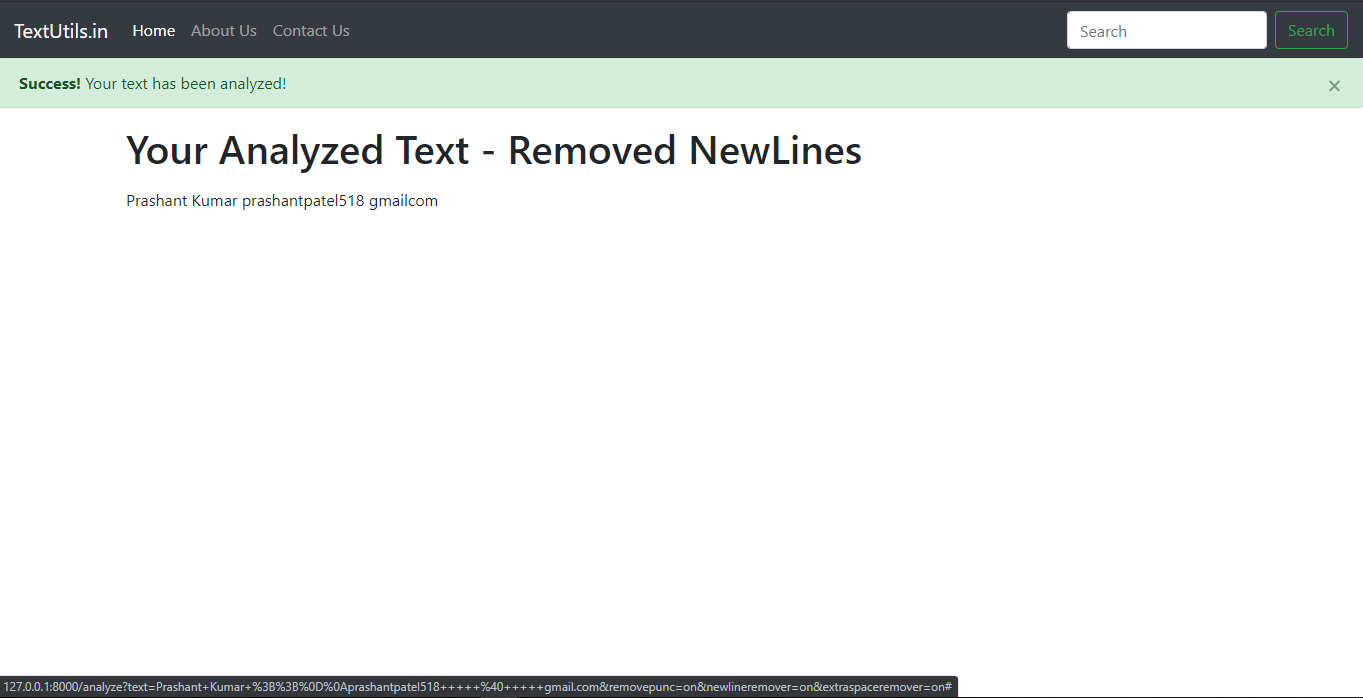 TextUtils.in Home About Us Contact Us Search Search
Success! Your text has been analyzed! ×
Your Analyzed Text - Removed NewLines
Prashant Kumar prashantpatel518 gmailcom
127.0.0.1:8000/analyze?text=Prashant+Kumar+%3B%3B%0D%0Aprashantpatel518+++++%40+++++gmail.com&removepunc=on&newlineremover=on&extraspaceremover=on#